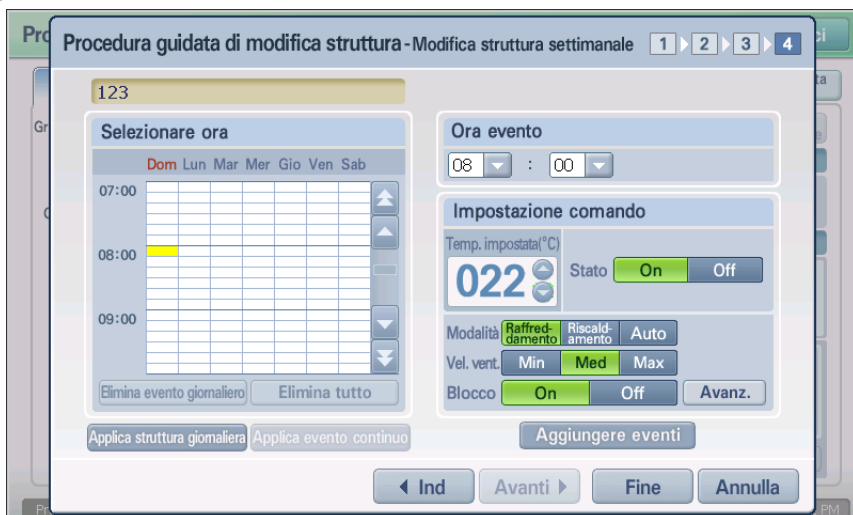 Procedura guidata di modifica struttura-Modifica struttura settimanale 1 2 3 4
123
Selezionare ora
Dom Lun Mar Mer Gio Ven Sab
07:00
08:00
09:00
Elimina evento giornaliero Elimina tutto
Applica struttura giornaliera Applica evento continuo
Ora evento
08 : 00
Impostazione comando
Temp. impostata(°C)
022
Stato On Off
Modalità Raffred-damento Riscald-amento Auto
Vel. vent. Min Med Max
Blocco On Off Avanz.
Aggiungere eventi
Ind Avanti Fine Annulla
Pro
Gr
PM